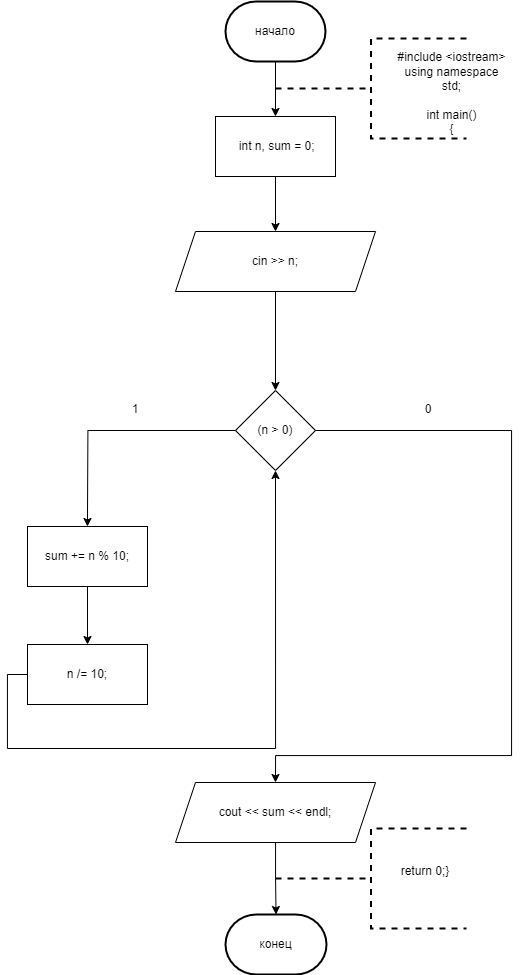 начало
#include <iostream>
using namespace
std;
int main()
{
int n, sum = 0;
cin >> n;
1
0
(n > 0)
sum += n % 10;
n /= 10;
cout << sum << endl;
return 0;}
конец